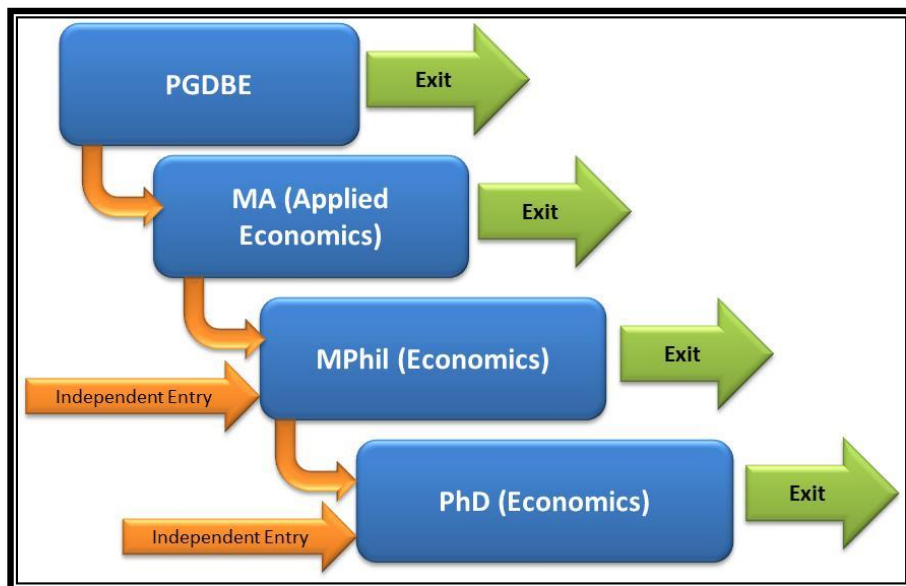 PGDBE
Exit
MA (Applied
Economics)
Exit
MPhil (Economics)
Exit
Independent Entry
PhD (Economics)
Exit
Independent Entry